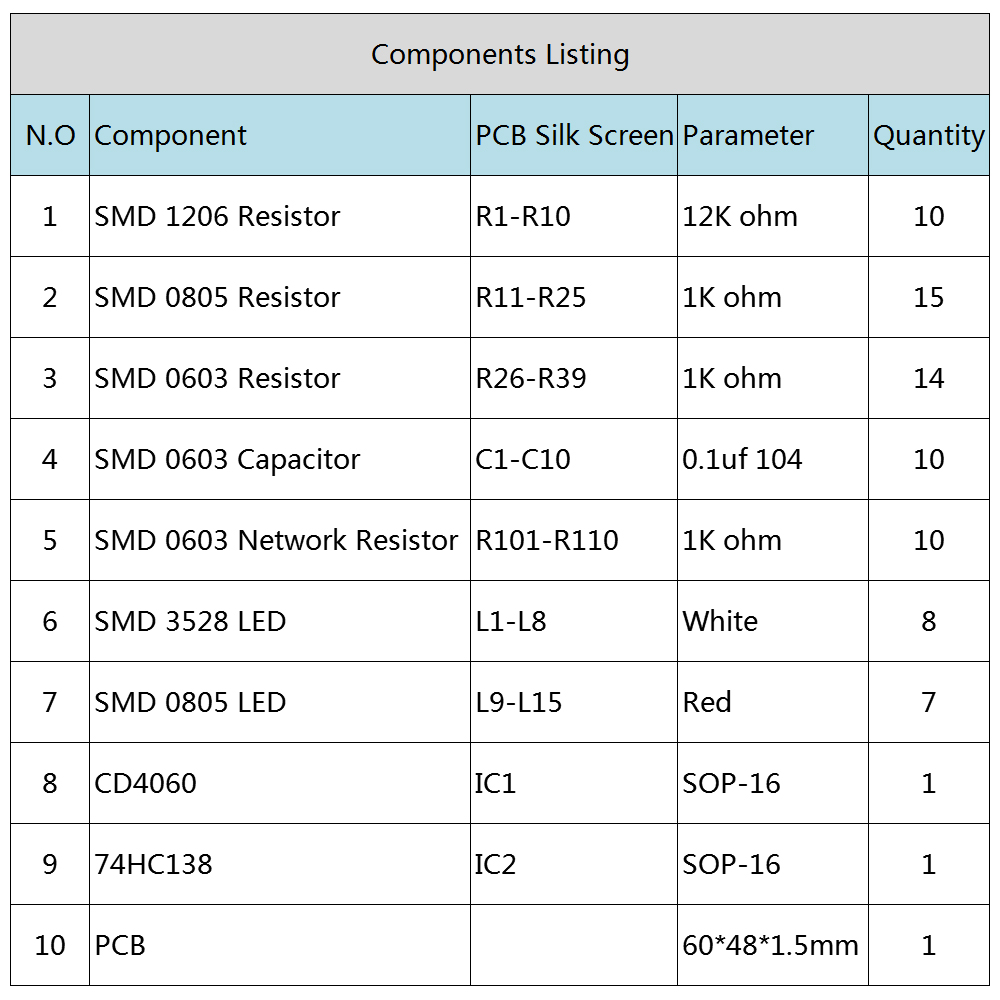 Components Listing
N.O Component PCB Silk Screen Parameter Quantity
1 SMD 1206 Resistor R1-R10 12K ohm 10
2 SMD 0805 Resistor R11-R25 1K ohm 15
3 SMD 0603 Resistor R26-R39 1K ohm 14
4 SMD 0603 Capacitor C1-C10 0.1uf 104 10
5 SMD 0603 Network Resistor R101-R110 1K ohm 10
6 SMD 3528 LED L1-L8 White 8
7 SMD 0805 LED L9-L15 Red 7
8 CD4060 IC1 SOP-16 1
9 74HC138 IC2 SOP-16 1
10 PCB 60*48*1.5mm 1